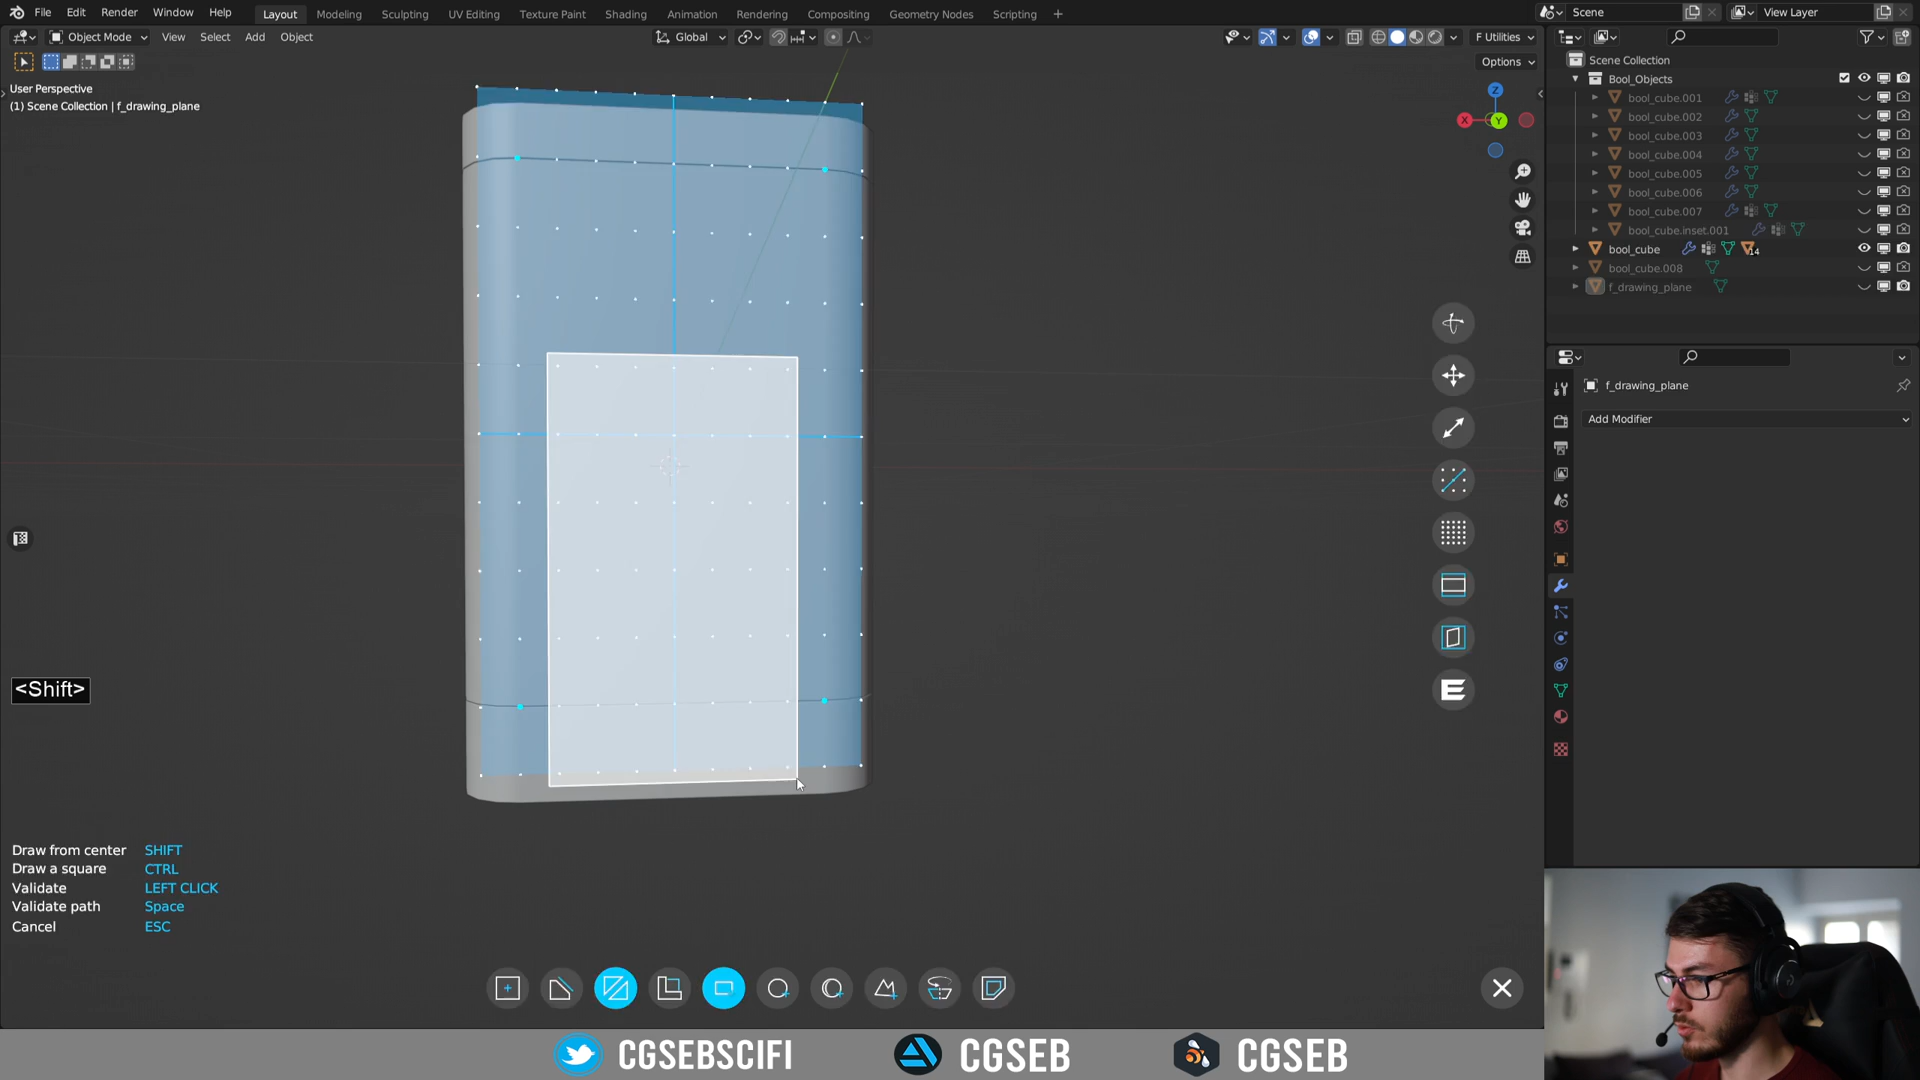 File Edit Render Window Help Layout Modeling Sculpting UV Editing Texture Paint Shading Animation Rendering Compositing Geometry Nodes Scripting + Scene View Layer
Object Mode View Select Add Object Global F Utilities
Options
User Perspective
(1) Scene Collection | f_drawing_plane
Z
X
Y
Scene Collection
Bool_Objects
bool_cube.001
bool_cube.002
bool_cube.003
bool_cube.004
bool_cube.005
bool_cube.006
bool_cube.007
bool_cube.inset.001
bool_cube 14
bool_cube.008
f_drawing_plane
f_drawing_plane
Add Modifier
<Shift>
Draw from center SHIFT
Draw a square CTRL
Validate LEFT CLICK
Validate path Space
Cancel ESC
CGSEBSCIFI CGSEB CGSEB